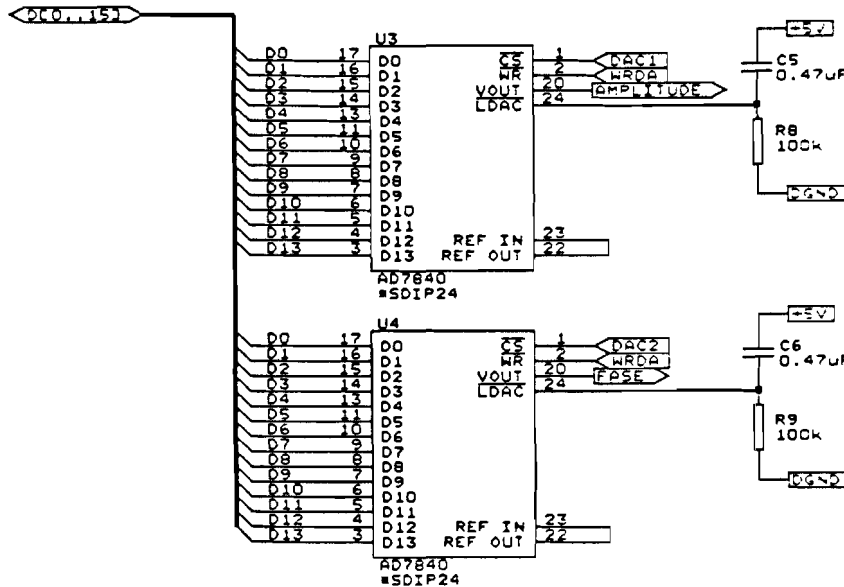 D[0..15]
U3
D0 17 D0 CS 1 DAC1
D1 16 D1 WR 2 WRDA
D2 15 D2 VOUT 20 AMPLITUDE
D3 14 D3 LDAC 24
D4 13 D4
D5 11 D5
D6 10 D6
D7 9 D7
D8 8 D8
D9 7 D9
D10 6 D10
D11 5 D11
D12 4 D12 REF IN 23
D13 3 D13 REF OUT 22
AD7840
*SDIP24
+5V
C5
0.47uF
R8
100k
DGND
U4
D0 17 D0 CS 1 DAC2
D1 16 D1 WR 2 WRDA
D2 15 D2 VOUT 20 FASE
D3 14 D3 LDAC 24
D4 13 D4
D5 11 D5
D6 10 D6
D7 9 D7
D8 8 D8
D9 7 D9
D10 6 D10
D11 5 D11
D12 4 D12 REF IN 23
D13 3 D13 REF OUT 22
AD7840
*SDIP24
+5V
C6
0.47uF
R9
100k
DGND